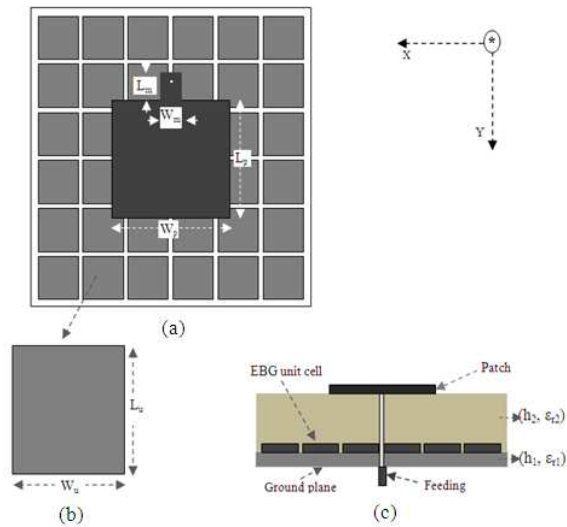 X
*
Y
Lm
Wm
Lp
Wp
(a)
Lu
Wu
(b)
EBG unit cell
Patch
(h2, εr2)
(h1, εr1)
Ground plane
Feeding
(c)